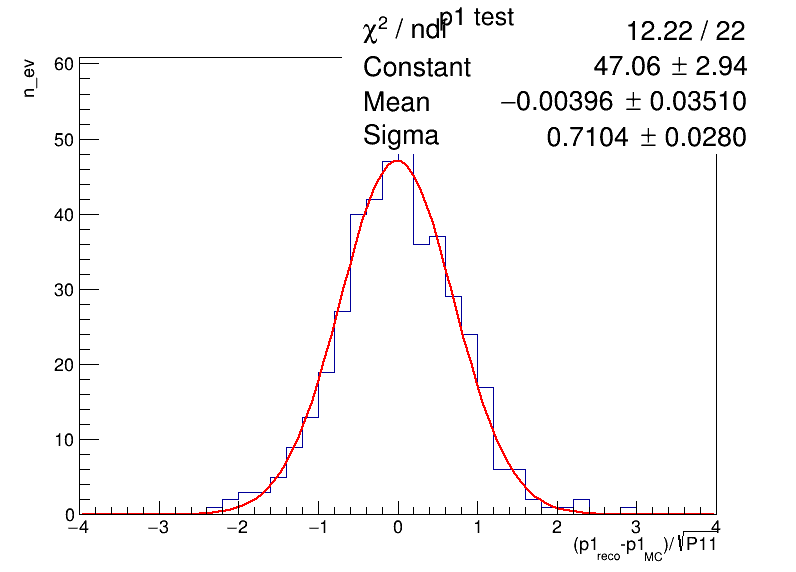 p1 test
χ² / ndf 12.22 / 22
Constant 47.06 ± 2.94
Mean −0.00396 ± 0.03510
Sigma 0.7104 ± 0.0280
n_ev
60
50
40
30
20
10
0
−4 −3 −2 −1 0 1 2 3 4
(p1reco-p1MC)/√P11